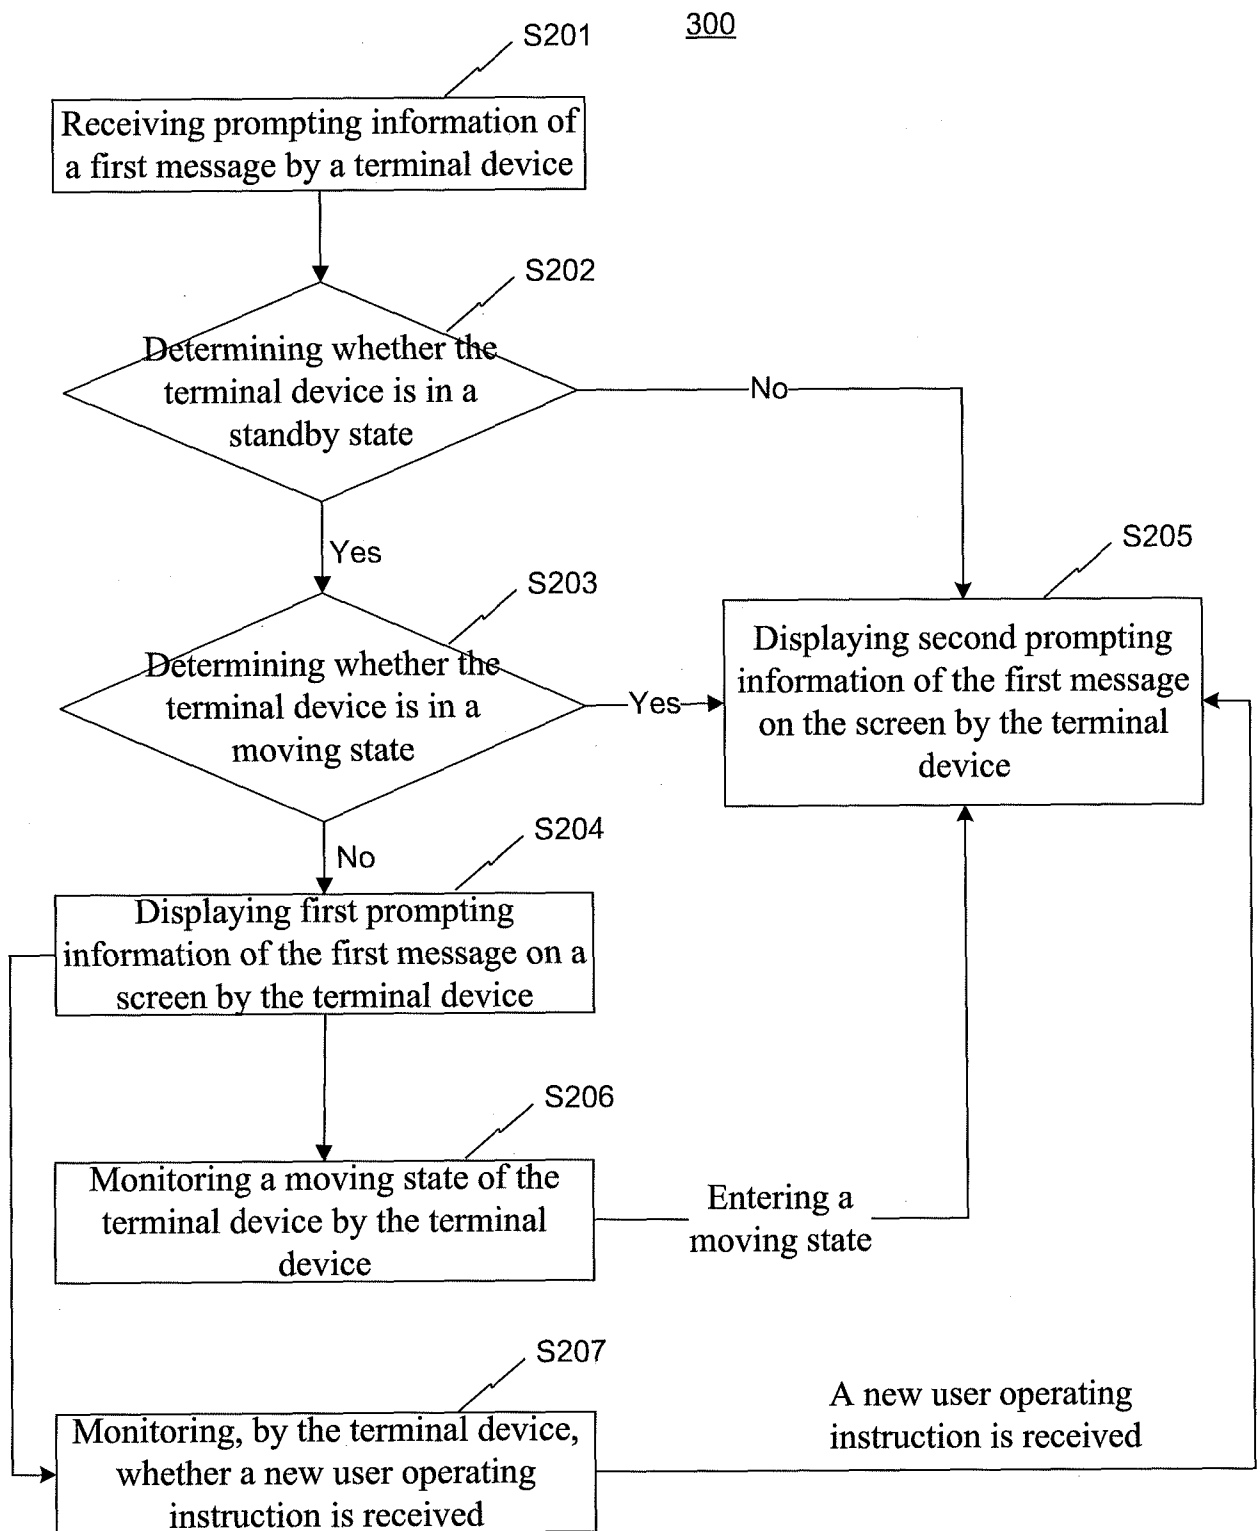 300
S201
Receiving prompting information of
a first message by a terminal device
S202
Determining whether the
terminal device is in a
standby state
No
Yes
S203
Determining whether the
terminal device is in a
moving state
Yes
S205
Displaying second prompting
information of the first message
on the screen by the terminal
device
No
S204
Displaying first prompting
information of the first message on a
screen by the terminal device
S206
Monitoring a moving state of the
terminal device by the terminal
device
Entering a
moving state
S207
Monitoring, by the terminal device,
whether a new user operating
instruction is received
A new user operating
instruction is received